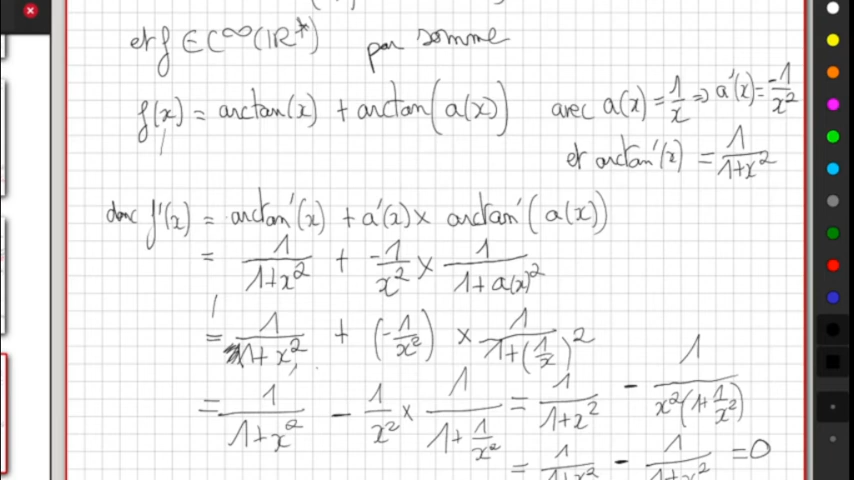 et f ∈ C^∞(IR*) par somme
f(x) = arctan(x) + arctan(a(x)) avec a(x) = 1/x => a'(x) = -1/x²
et arctan'(x) = 1/(1+x²)
donc f'(x) = arctan'(x) + a'(x) × arctan'(a(x))
= 1/(1+x²) + -1/x² × 1/(1+a(x)²)
= 1/(1+x²) + (-1/x²) × 1/(1+(1/x)²)
= 1/(1+x²) - 1/x² × 1/(1+1/x²) = 1/(1+x²) - 1/(x²(1+1/x²))
= 1/(1+x²) - 1/(1+x²) = 0